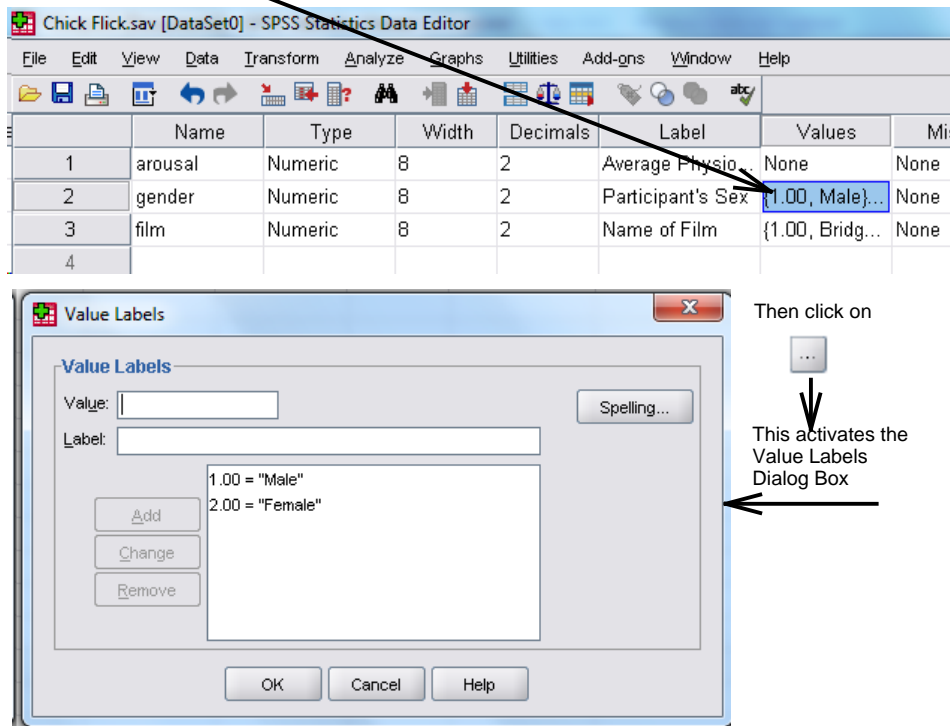 Chick Flick.sav [DataSet0] - SPSS Statistics Data Editor
File Edit View Data Transform Analyze Graphs Utilities Add-ons Window Help
Name Type Width Decimals Label Values Mi
1 arousal Numeric 8 2 Average Physio... None None
2 gender Numeric 8 2 Participant's Sex {1.00, Male}... None
3 film Numeric 8 2 Name of Film {1.00, Bridg... None
4
Value Labels
Value Labels
Value:
Spelling...
Label:
1.00 = "Male"
2.00 = "Female"
Add
Change
Remove
OK Cancel Help
Then click on
...
This activates the
Value Labels
Dialog Box